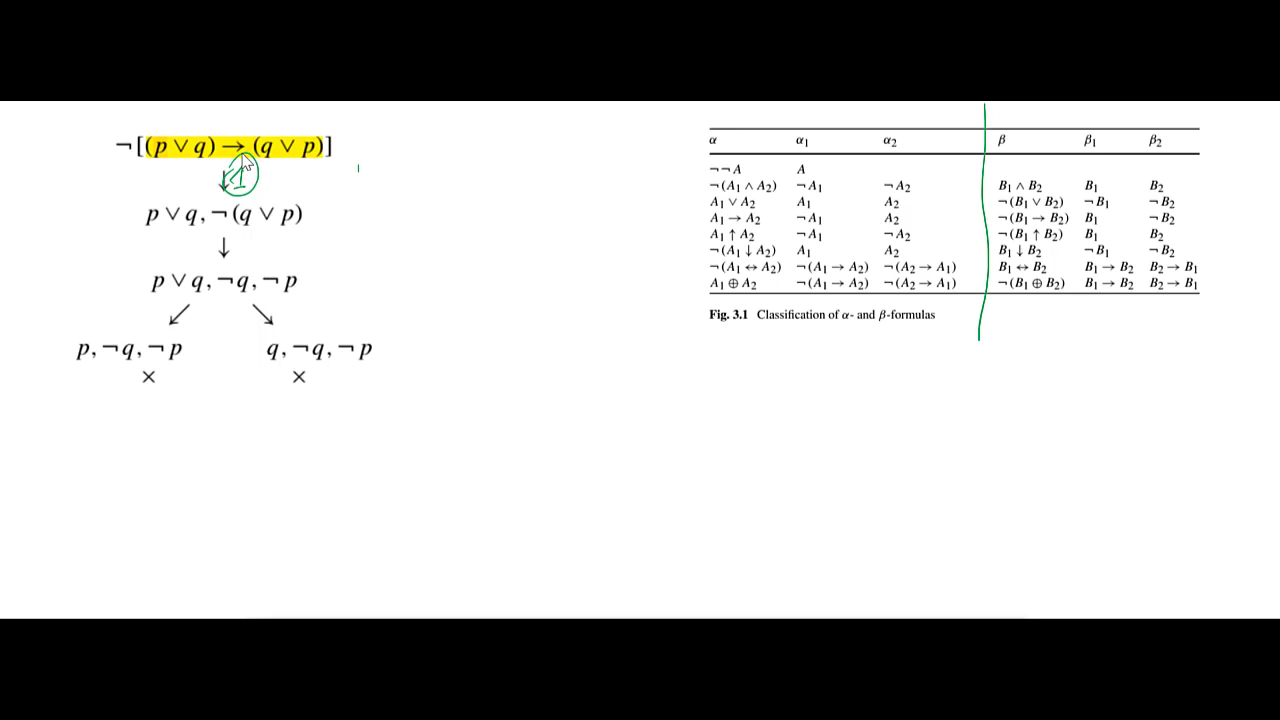 ¬[(p ∨ q) → (q ∨ p)]
1
p ∨ q, ¬(q ∨ p)
p ∨ q, ¬q, ¬p
p, ¬q, ¬p q, ¬q, ¬p
× ×
α α₁ α₂ β β₁ β₂
¬¬A A
¬(A₁ ∧ A₂) ¬A₁ ¬A₂ B₁ ∧ B₂ B₁ B₂
A₁ ∨ A₂ A₁ A₂ ¬(B₁ ∨ B₂) ¬B₁ ¬B₂
A₁ → A₂ ¬A₁ A₂ ¬(B₁ → B₂) B₁ ¬B₂
A₁ ↑ A₂ ¬A₁ ¬A₂ ¬(B₁ ↑ B₂) B₁ B₂
¬(A₁ ↓ A₂) A₁ A₂ B₁ ↓ B₂ ¬B₁ ¬B₂
¬(A₁ ↔ A₂) ¬(A₁ → A₂) ¬(A₂ → A₁) B₁ ↔ B₂ B₁ → B₂ B₂ → B₁
A₁ ⊕ A₂ ¬(A₁ → A₂) ¬(A₂ → A₁) ¬(B₁ ⊕ B₂) B₁ → B₂ B₂ → B₁
Fig. 3.1 Classification of α- and β-formulas